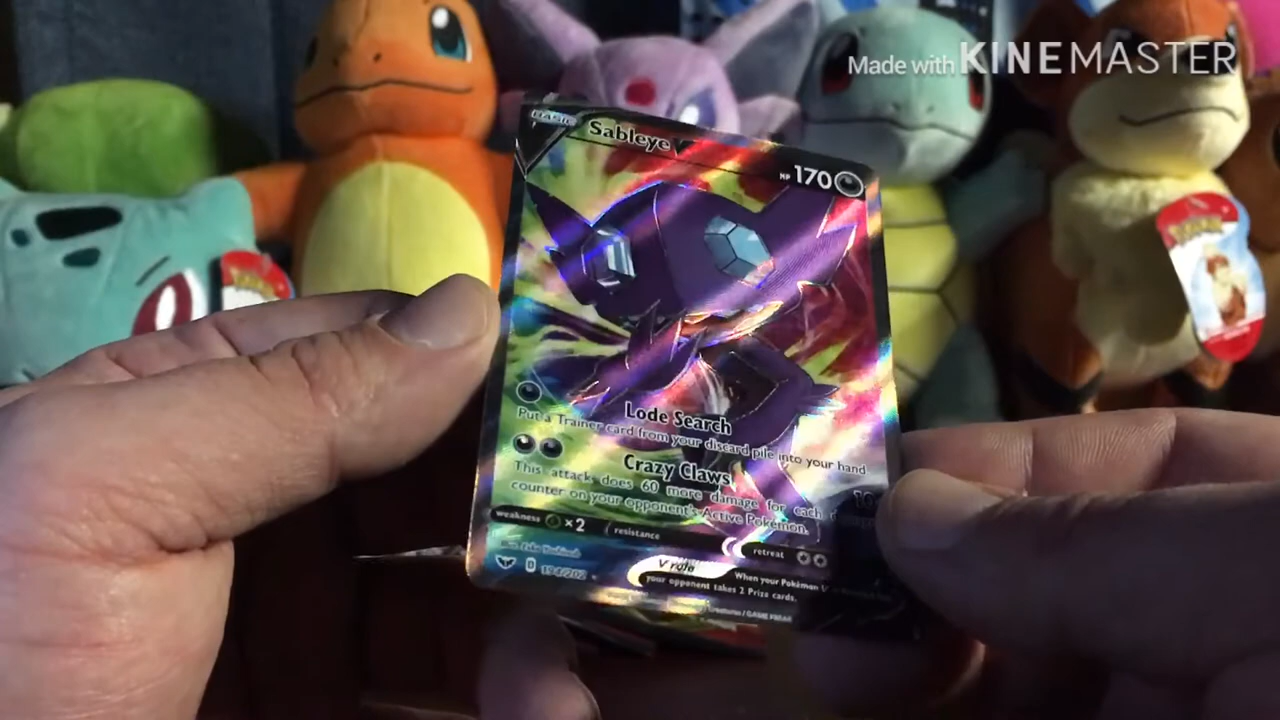 Made with KINEMASTER
BASIC
Sableye V
HP 170
Lode Search
Put a Trainer card from your discard pile into your hand
Crazy Claws
This attack does 60 more damage for each
counter on your opponent's Active Pokémon.
weakness ×2 resistance retreat
D 194/202
V rule
When your Pokémon V
your opponent takes 2 Prize cards.